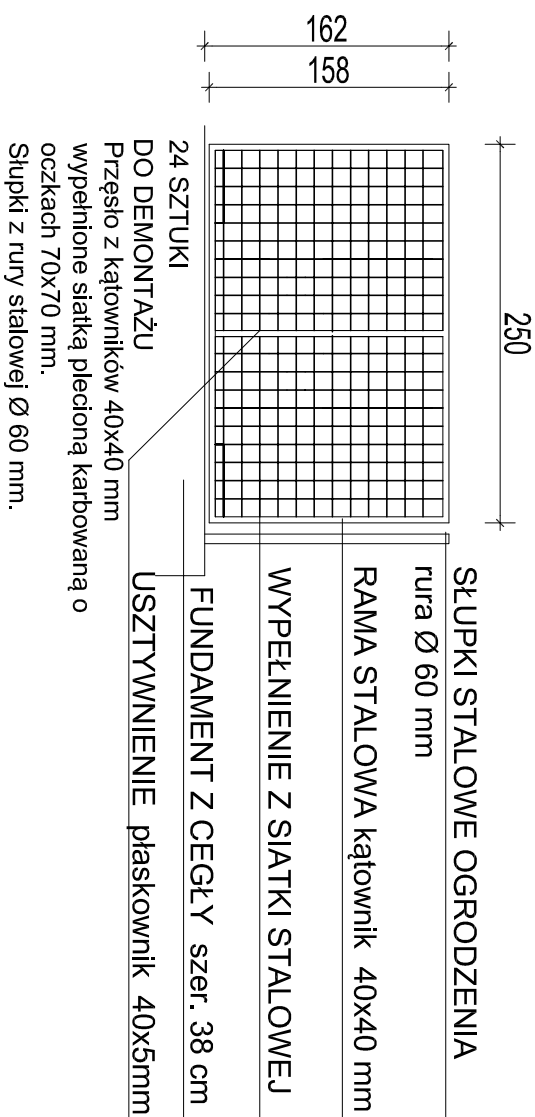 250
162
158
SŁUPKI STALOWE OGRODZENIA
rura Ø 60 mm
RAMA STALOWA kątownik 40x40 mm
WYPEŁNIENIE Z SIATKI STALOWEJ
FUNDAMENT Z CEGŁY szer. 38 cm
USZTYWNIENIE płaskownik 40x5mm
24 SZTUKI
DO DEMONTAŻU
Przęsło z kątowników 40x40 mm
wypełnione siatką plecioną karbowaną o
oczkach 70x70 mm.
Słupki z rury stalowej Ø 60 mm.